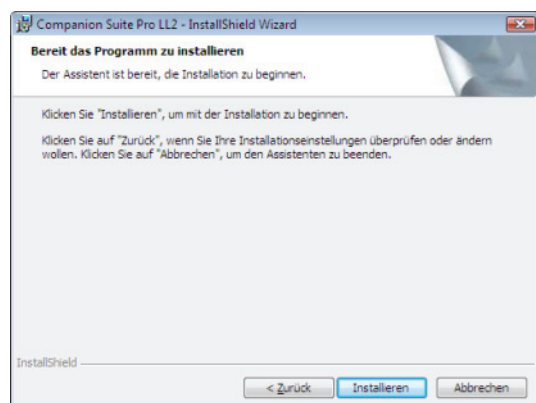 Companion Suite Pro LL2 - InstallShield Wizard
Bereit das Programm zu installieren
Der Assistent ist bereit, die Installation zu beginnen.
Klicken Sie "Installieren", um mit der Installation zu beginnen.
Klicken Sie auf "Zurück", wenn Sie Ihre Installationseinstellungen überprüfen oder ändern
wollen. Klicken Sie auf "Abbrechen", um den Assistenten zu beenden.
InstallShield
< Zurück Installieren Abbrechen